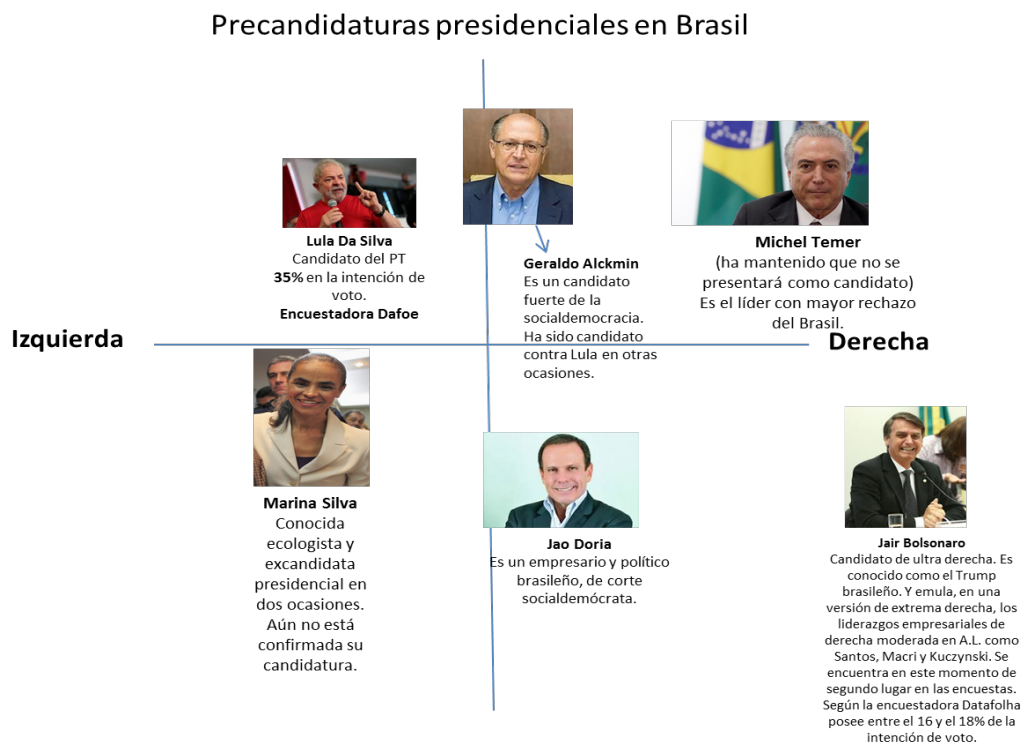 Precandidaturas presidenciales en Brasil
Lula Da Silva
Candidato del PT
35% en la intención de
voto.
Encuestadora Dafoe
Geraldo Alckmin
Es un candidato
fuerte de la
socialdemocracia.
Ha sido candidato
contra Lula en otras
ocasiones.
Michel Temer
(ha mantenido que no se
presentará como candidato)
Es el líder con mayor rechazo
del Brasil.
Izquierda
Derecha
Marina Silva
Conocida
ecologista y
excandidata
presidencial en
dos ocasiones.
Aún no está
confirmada su
candidatura.
Jao Doria
Es un empresario y político
brasileño, de corte
socialdemócrata.
Jair Bolsonaro
Candidato de ultra derecha. Es
conocido como el Trump
brasileño. Y emula, en una
versión de extrema derecha, los
liderazgos empresariales de
derecha moderada en A.L. como
Santos, Macri y Kuczynski. Se
encuentra en este momento de
segundo lugar en las encuestas.
Según la encuestadora Datafolha
posee entre el 16 y el 18% de la
intención de voto.